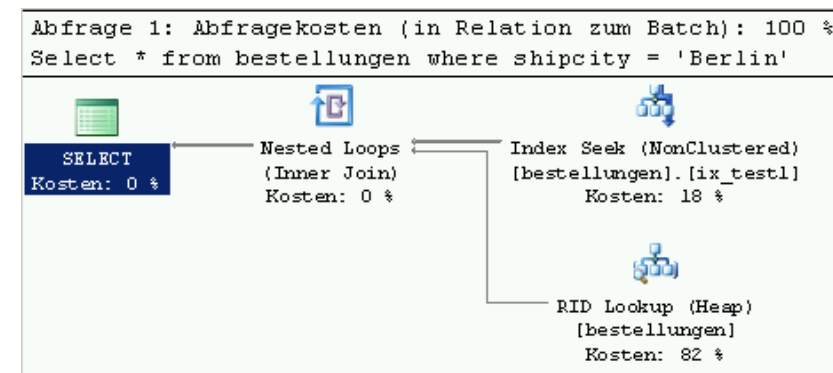 Abfrage 1: Abfragekosten (in Relation zum Batch): 100 %
Select * from bestellungen where shipcity = 'Berlin'
SELECT
Kosten: 0 %
Nested Loops
(Inner Join)
Kosten: 0 %
Index Seek (NonClustered)
[bestellungen].[ix_test1]
Kosten: 18 %
RID Lookup (Heap)
[bestellungen]
Kosten: 82 %